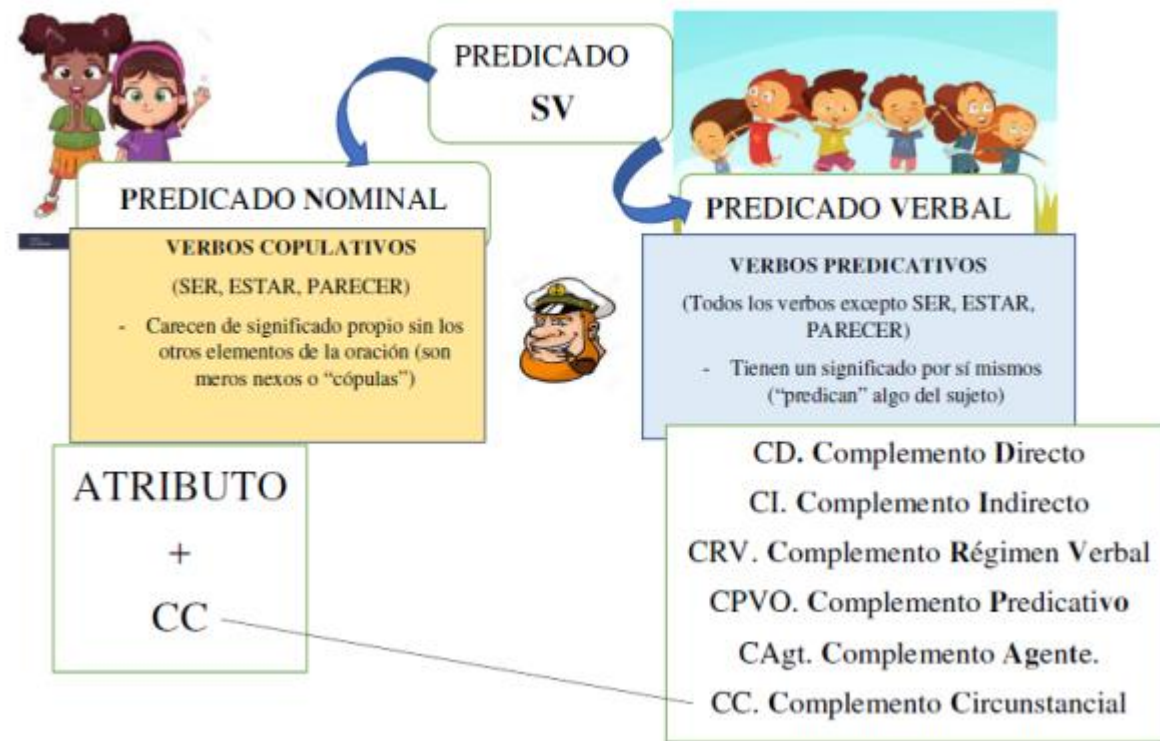 PREDICADO
SV
PREDICADO NOMINAL
VERBOS COPULATIVOS
(SER, ESTAR, PARECER)
- Carecen de significado propio sin los
otros elementos de la oración (son
meros nexos o “cópulas”)
ATRIBUTO
+
CC
PREDICADO VERBAL
VERBOS PREDICATIVOS
(Todos los verbos excepto SER, ESTAR,
PARECER)
- Tienen un significado por sí mismos
(“predican” algo del sujeto)
CD. Complemento Directo
CI. Complemento Indirecto
CRV. Complemento Régimen Verbal
CPVO. Complemento Predicativo
CAgt. Complemento Agente.
CC. Complemento Circunstancial